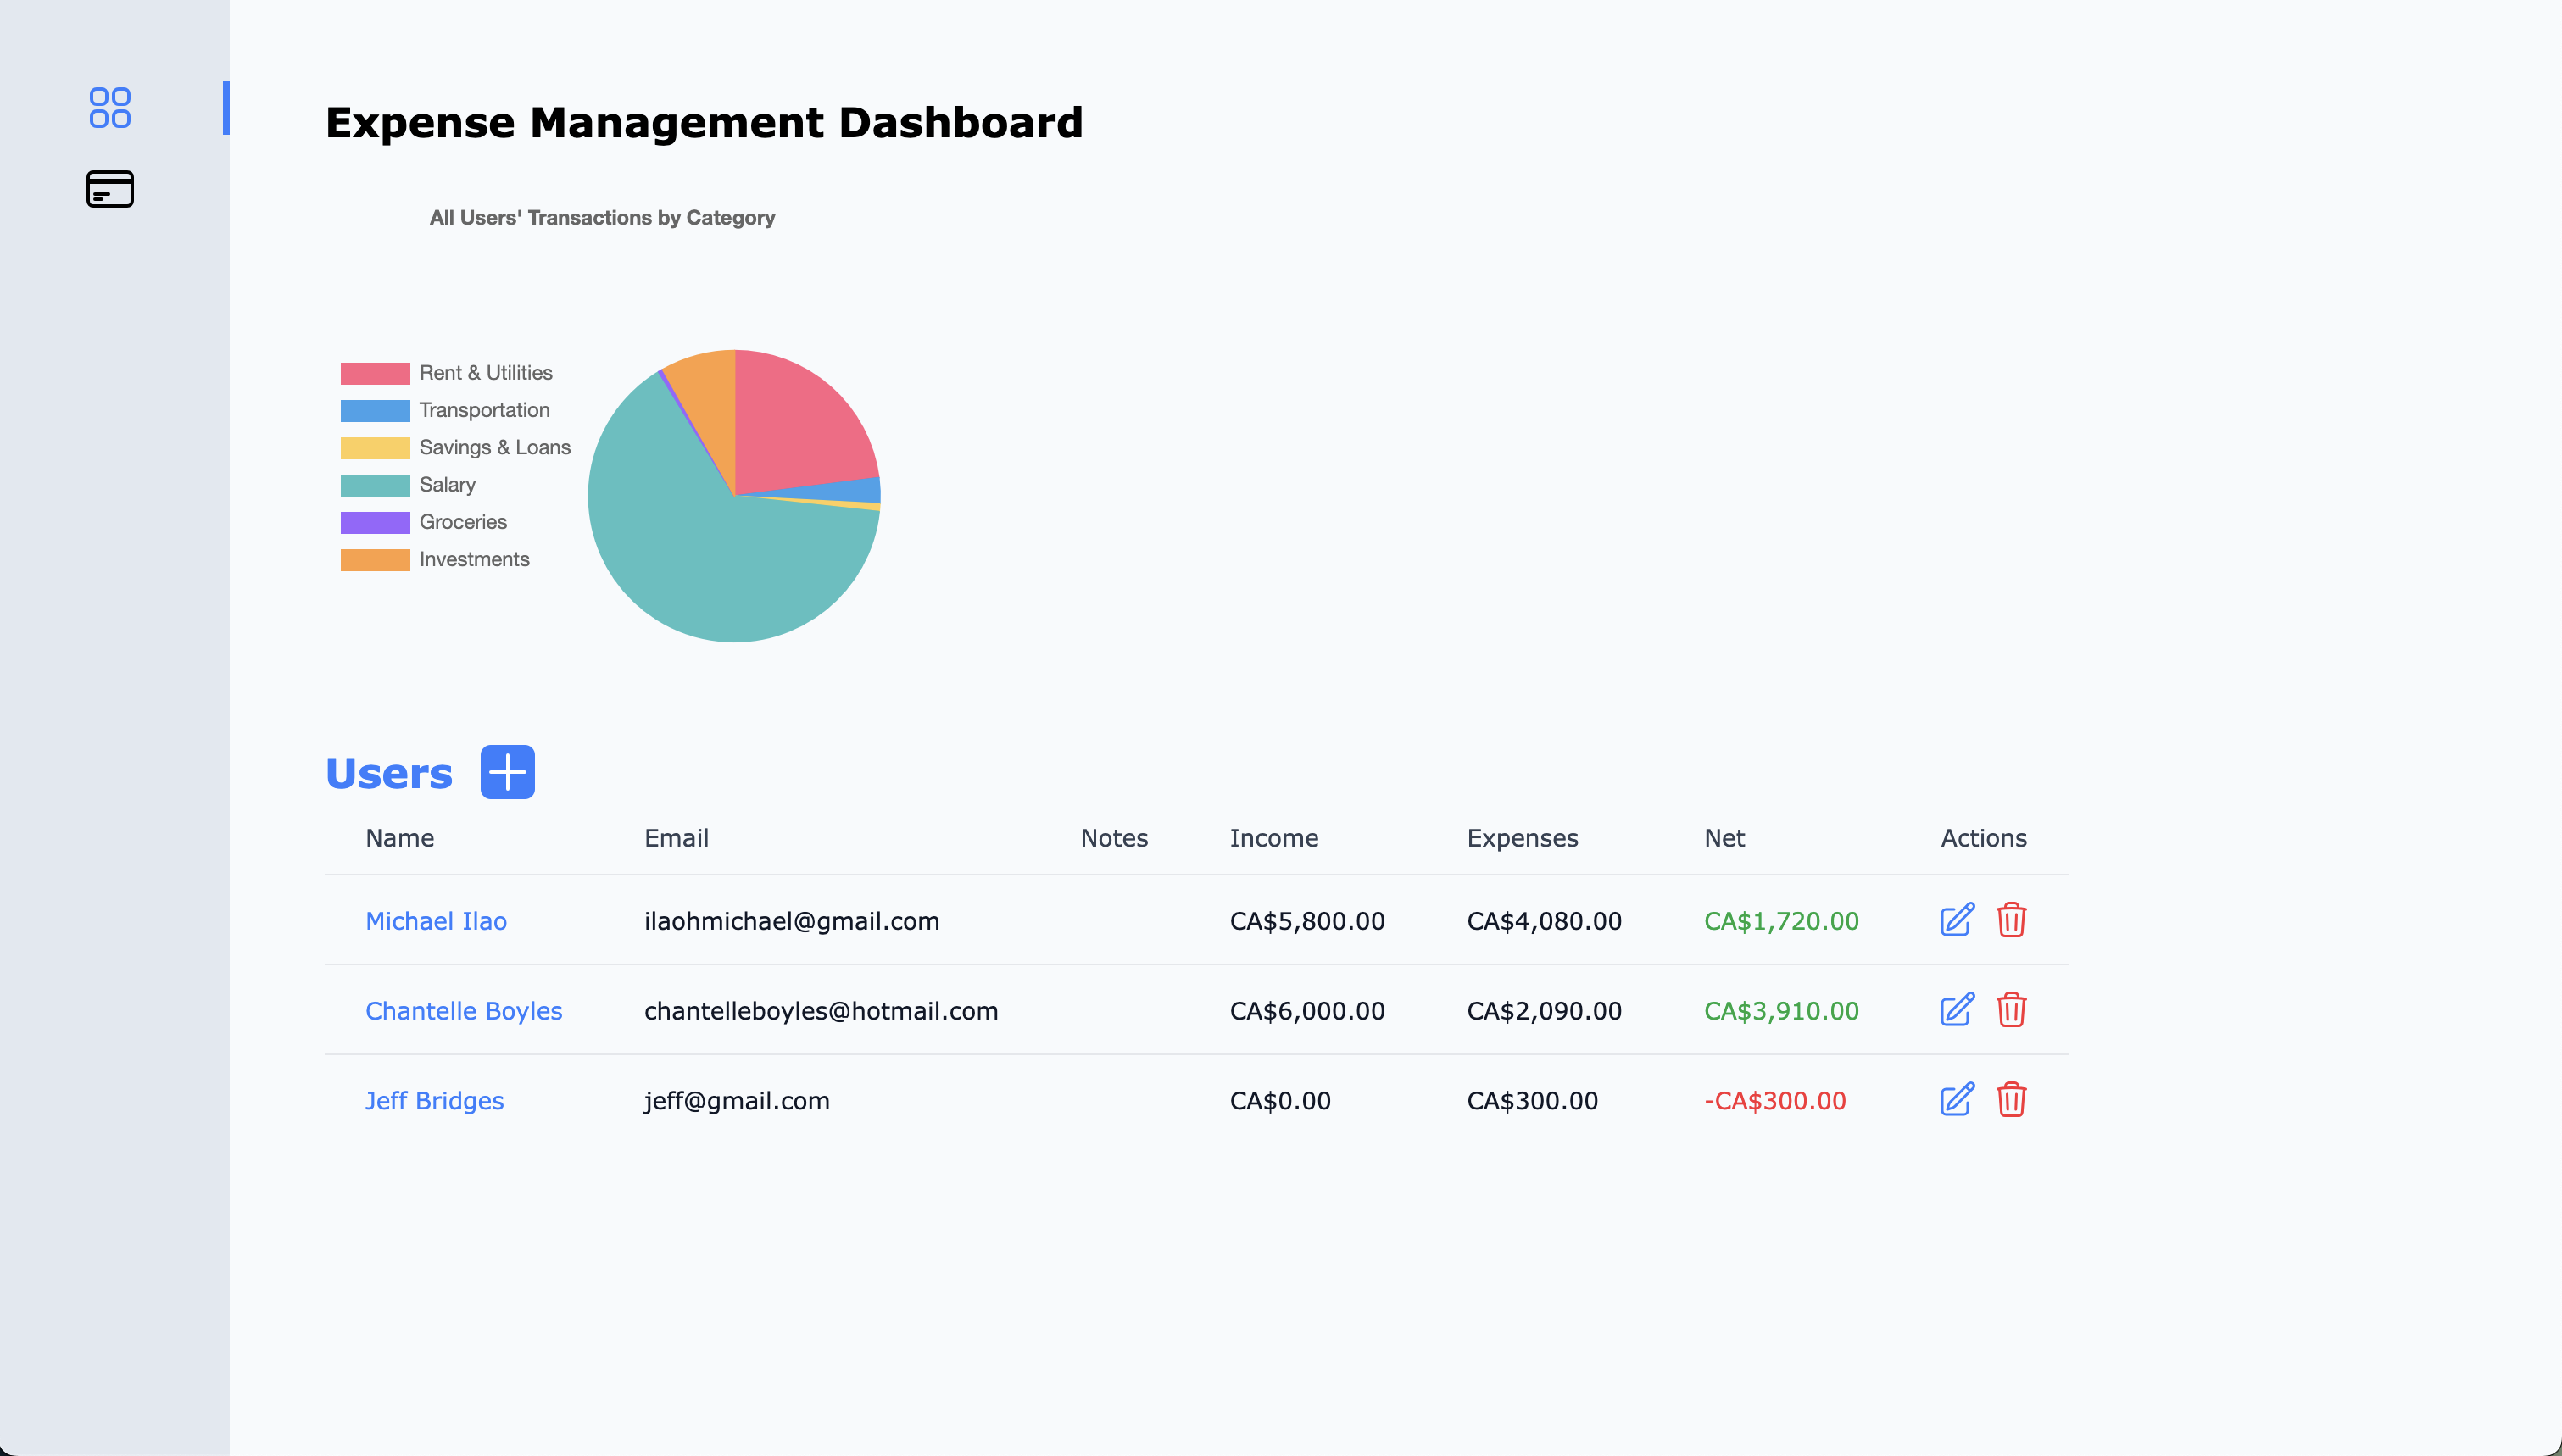 Expense Management Dashboard
All Users' Transactions by Category
Rent & Utilities
Transportation
Savings & Loans
Salary
Groceries
Investments
Users
Name Email Notes Income Expenses Net Actions
Michael Ilao ilaohmichael@gmail.com CA$5,800.00 CA$4,080.00 CA$1,720.00
Chantelle Boyles chantelleboyles@hotmail.com CA$6,000.00 CA$2,090.00 CA$3,910.00
Jeff Bridges jeff@gmail.com CA$0.00 CA$300.00 -CA$300.00